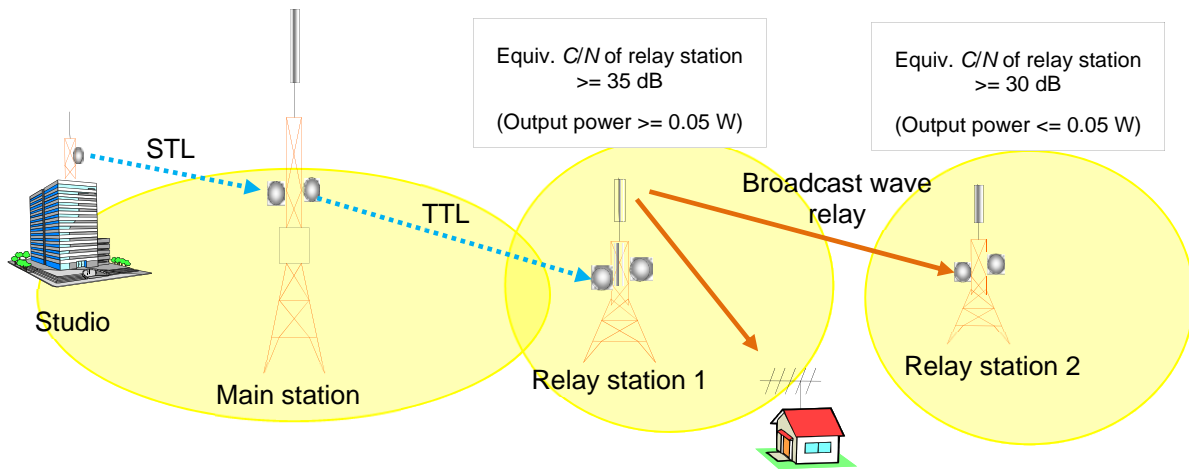 Equiv. C/N of relay station
>= 35 dB
(Output power >= 0.05 W)
Equiv. C/N of relay station
>= 30 dB
(Output power <= 0.05 W)
STL
TTL
Broadcast wave
relay
Studio
Main station
Relay station 1
Relay station 2